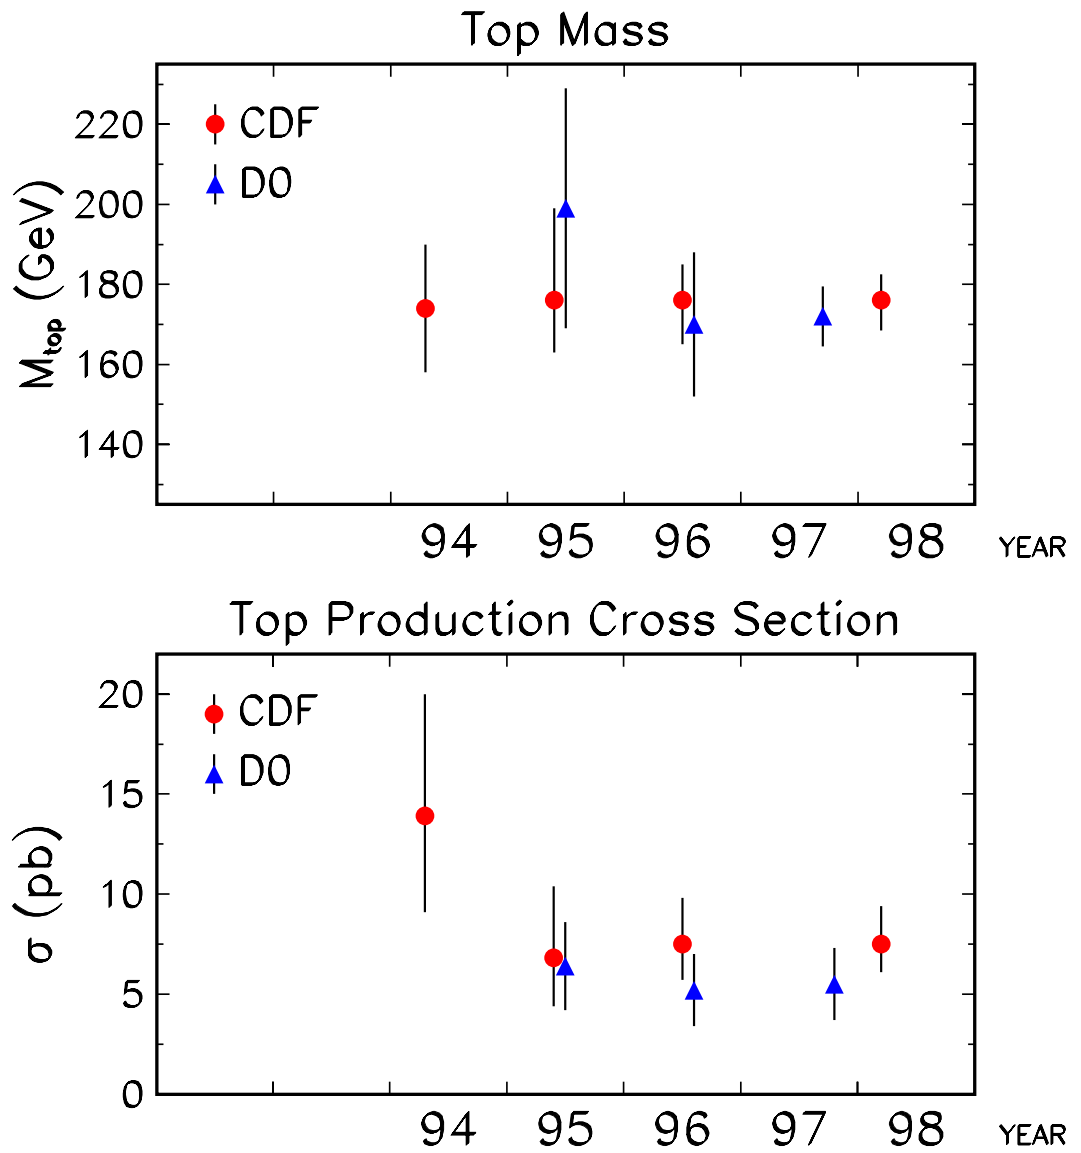 Top Mass
CDF
D0
220
200
180
160
140
M_top (GeV)
94 95 96 97 98 YEAR
Top Production Cross Section
CDF
D0
20
15
10
5
0
σ (pb)
94 95 96 97 98 YEAR